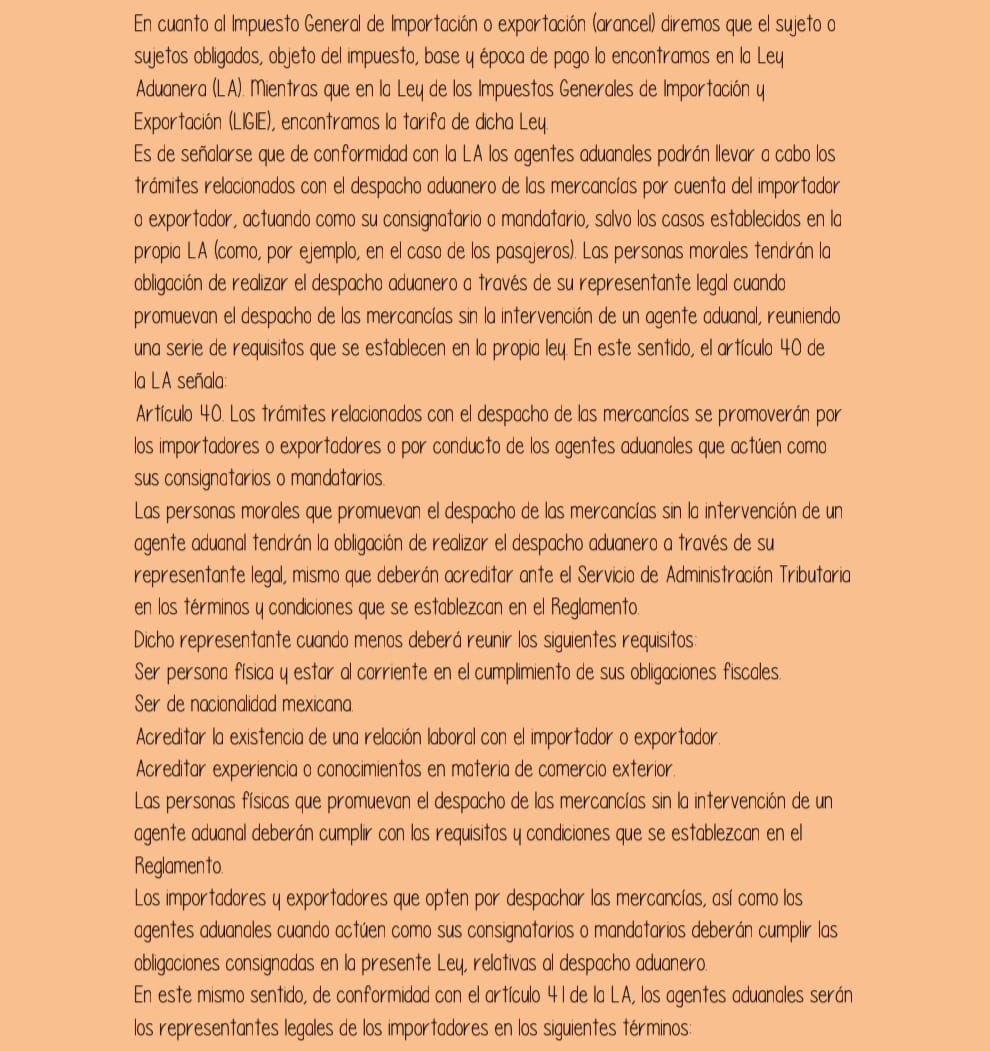 En cuanto al Impuesto General de Importación o exportación (arancel) diremos que el sujeto o
sujetos obligados, objeto del impuesto, base y época de pago lo encontramos en la Ley
Aduanera (LA). Mientras que en la Ley de los Impuestos Generales de Importación y
Exportación (LIGIE), encontramos la tarifa de dicha Ley.
Es de señalarse que de conformidad con la LA los agentes aduanales podrán llevar a cabo los
trámites relacionados con el despacho aduanero de las mercancías por cuenta del importador
o exportador, actuando como su consignatario o mandatario, salvo los casos establecidos en la
propia LA (como, por ejemplo, en el caso de los pasajeros). Las personas morales tendrán la
obligación de realizar el despacho aduanero a través de su representante legal cuando
promuevan el despacho de las mercancías sin la intervención de un agente aduanal, reuniendo
una serie de requisitos que se establecen en la propia ley. En este sentido, el artículo 40 de
la LA señala:
Artículo 40. Los trámites relacionados con el despacho de las mercancías se promoverán por
los importadores o exportadores o por conducto de los agentes aduanales que actúen como
sus consignatarios o mandatarios.
Las personas morales que promuevan el despacho de las mercancías sin la intervención de un
agente aduanal tendrán la obligación de realizar el despacho aduanero a través de su
representante legal, mismo que deberán acreditar ante el Servicio de Administración Tributaria
en los términos y condiciones que se establezcan en el Reglamento.
Dicho representante cuando menos deberá reunir los siguientes requisitos:
Ser persona física y estar al corriente en el cumplimiento de sus obligaciones fiscales.
Ser de nacionalidad mexicana.
Acreditar la existencia de una relación laboral con el importador o exportador.
Acreditar experiencia o conocimientos en materia de comercio exterior.
Las personas físicas que promuevan el despacho de las mercancías sin la intervención de un
agente aduanal deberán cumplir con los requisitos y condiciones que se establezcan en el
Reglamento.
Los importadores y exportadores que opten por despachar las mercancías, así como los
agentes aduanales cuando actúen como sus consignatarios o mandatarios deberán cumplir las
obligaciones consignadas en la presente Ley, relativas al despacho aduanero.
En este mismo sentido, de conformidad con el artículo 41 de la LA, los agentes aduanales serán
los representantes legales de los importadores en los siguientes términos: